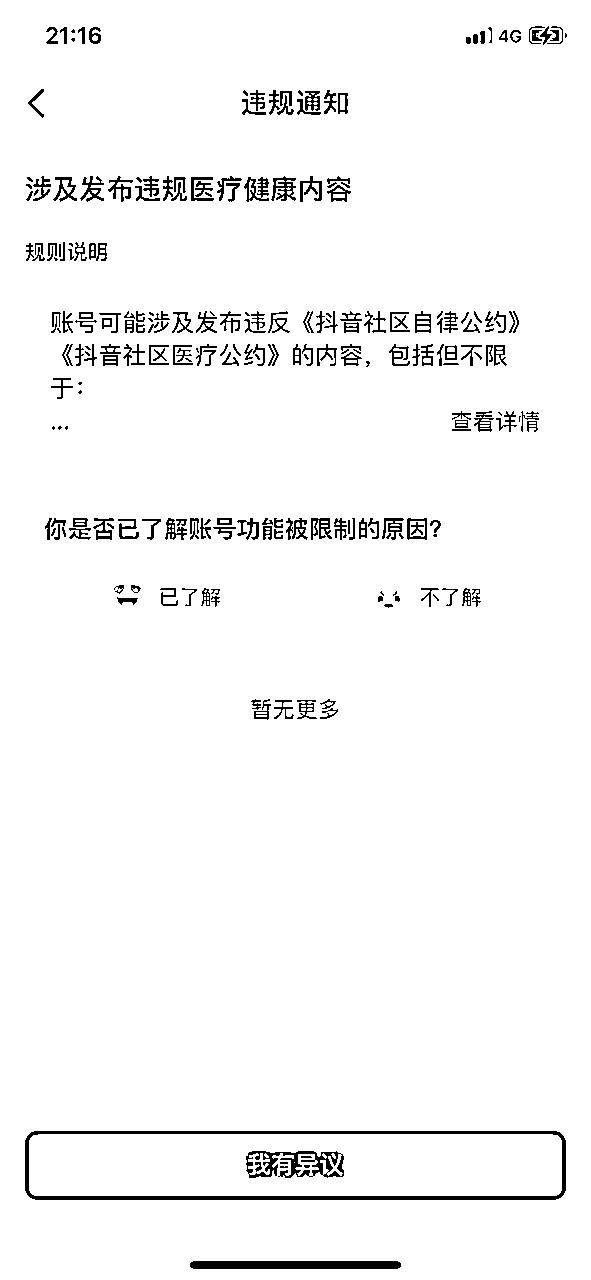 21:16
4G
违规通知
涉及发布违规医疗健康内容
规则说明
账号可能涉及发布违反《抖音社区自律公约》
《抖音社区医疗公约》的内容，包括但不限
于：
... 查看详情
你是否已了解账号功能被限制的原因？
已了解 不了解
暂无更多
我有异议